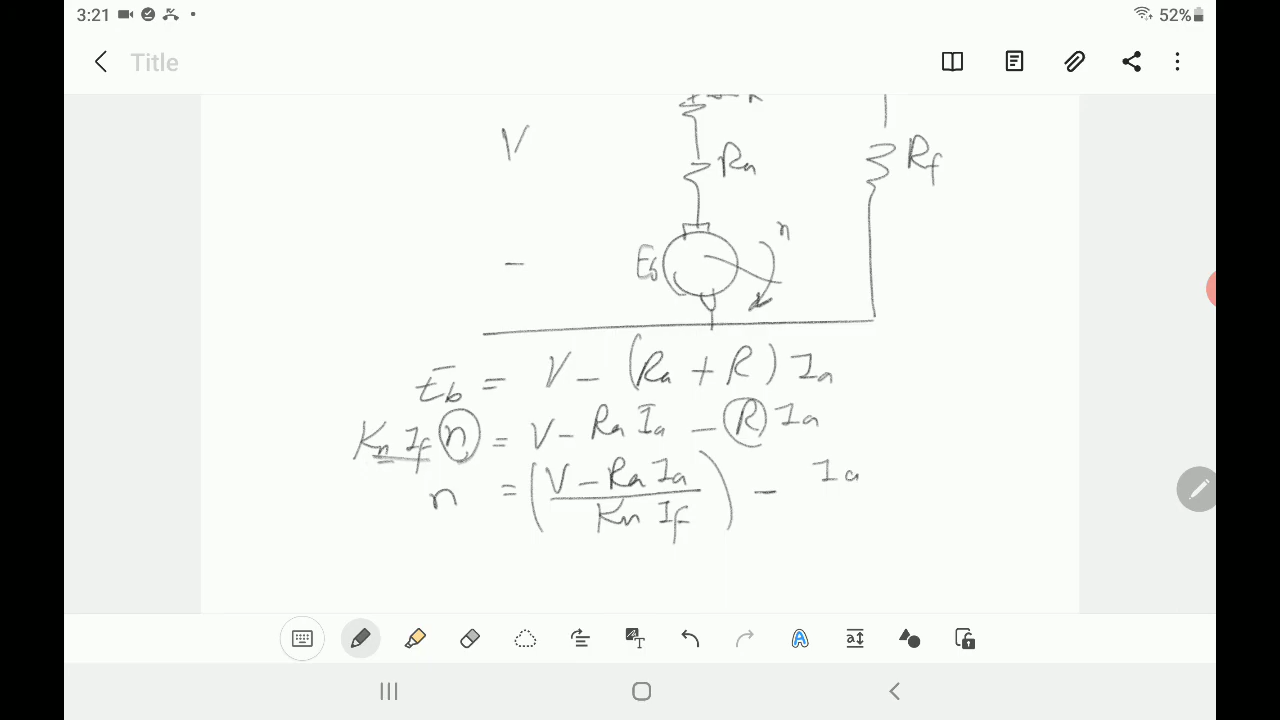 3:21
52%
Title
V
Ra
Rf
n
Eb
-
Eb = V - (Ra + R) Ia
Kn If n = V - Ra Ia - R Ia
n = (V - Ra Ia / Kn If) - Ia